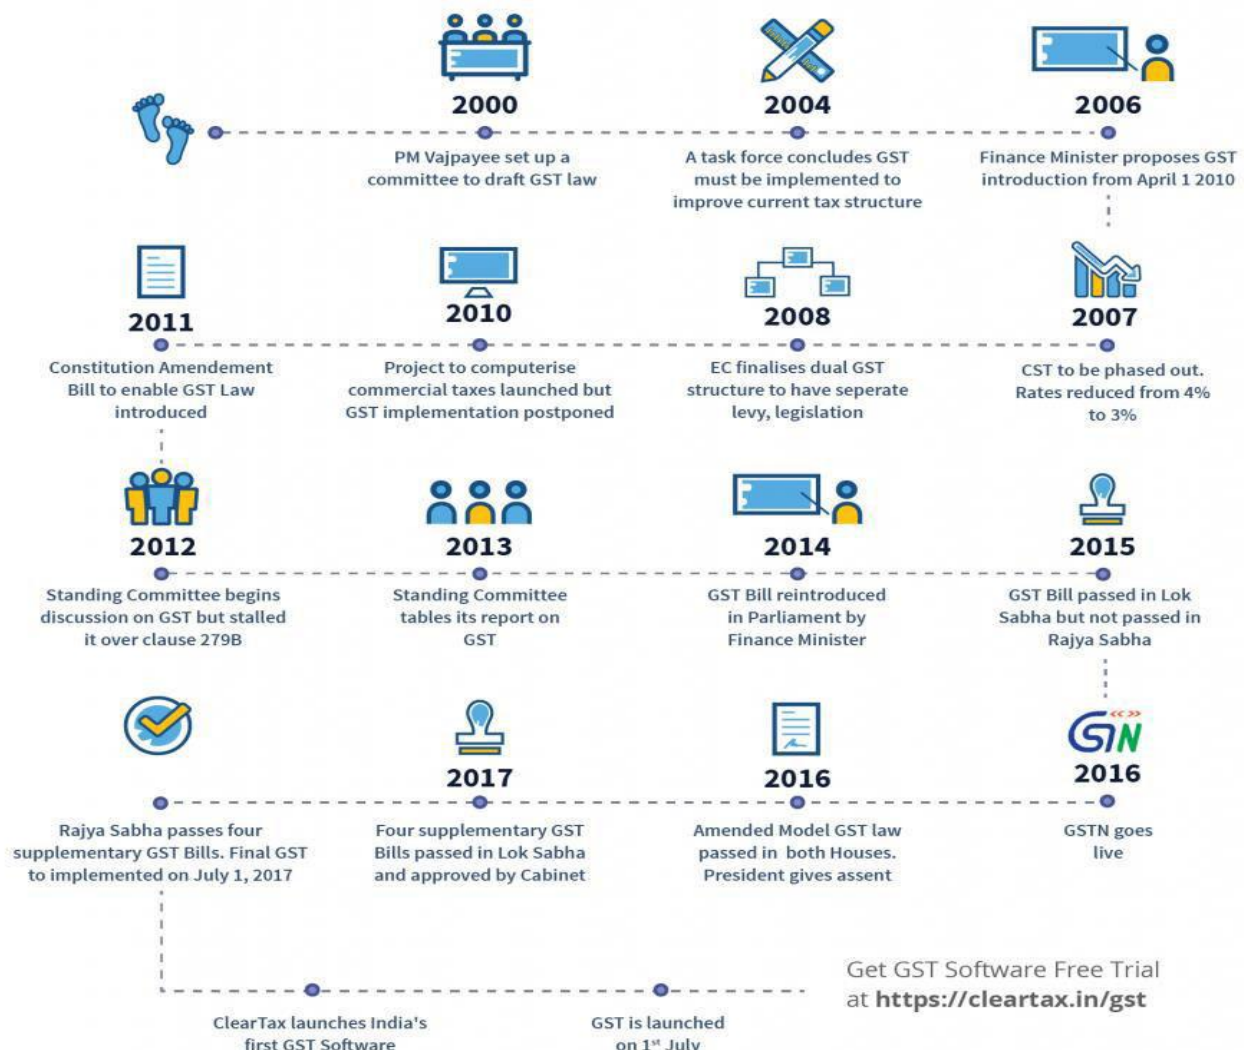 2000
PM Vajpayee set up a
committee to draft GST law
2004
A task force concludes GST
must be implemented to
improve current tax structure
2006
Finance Minister proposes GST
introduction from April 1 2010
2007
CST to be phased out.
Rates reduced from 4%
to 3%
2008
EC finalises dual GST
structure to have seperate
levy, legislation
2010
Project to computerise
commercial taxes launched but
GST implementation postponed
2011
Constitution Amendement
Bill to enable GST Law
introduced
2012
Standing Committee begins
discussion on GST but stalled
it over clause 279B
2013
Standing Committee
tables its report on
GST
2014
GST Bill reintroduced
in Parliament by
Finance Minister
2015
GST Bill passed in Lok
Sabha but not passed in
Rajya Sabha
GSTN
2016
GSTN goes
live
2016
Amended Model GST law
passed in both Houses.
President gives assent
2017
Four supplementary GST
Bills passed in Lok Sabha
and approved by Cabinet
Rajya Sabha passes four
supplementary GST Bills. Final GST
to implemented on July 1, 2017
ClearTax launches India's
first GST Software
GST is launched
on 1st July
Get GST Software Free Trial
at https://cleartax.in/gst